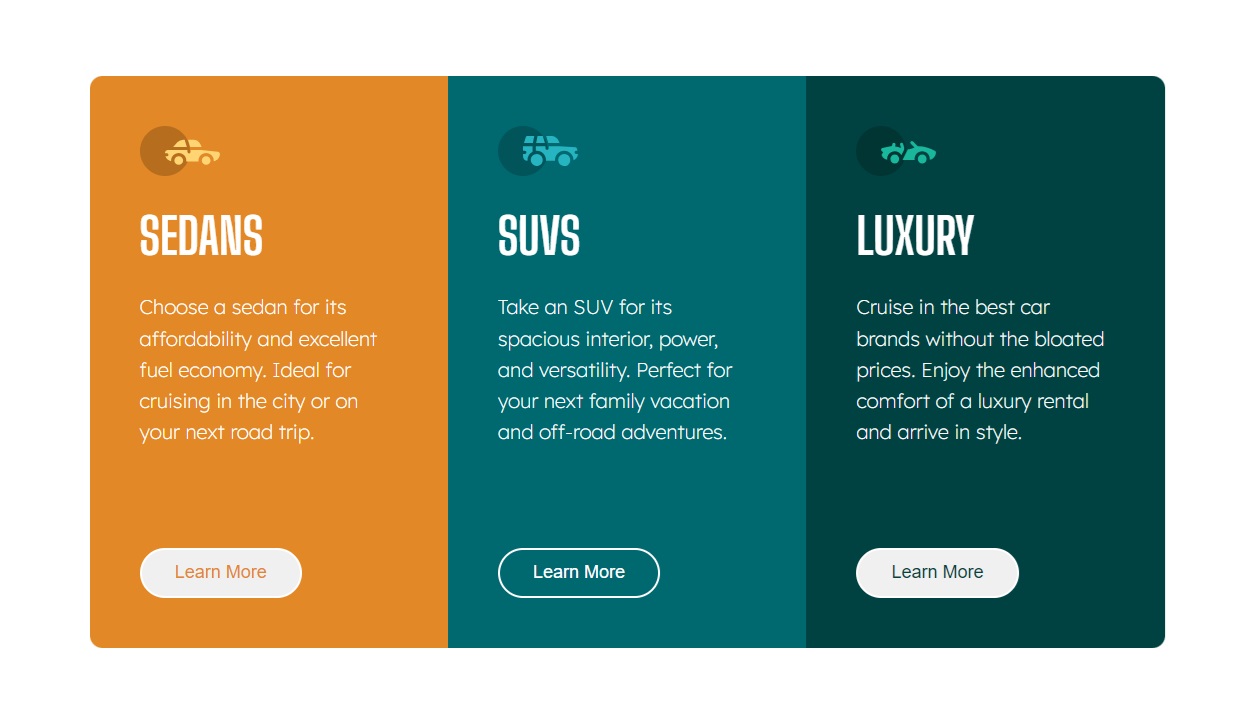 SEDANS
Choose a sedan for its
affordability and excellent
fuel economy. Ideal for
cruising in the city or on
your next road trip.
Learn More
SUVS
Take an SUV for its
spacious interior, power,
and versatility. Perfect for
your next family vacation
and off-road adventures.
Learn More
LUXURY
Cruise in the best car
brands without the bloated
prices. Enjoy the enhanced
comfort of a luxury rental
and arrive in style.
Learn More